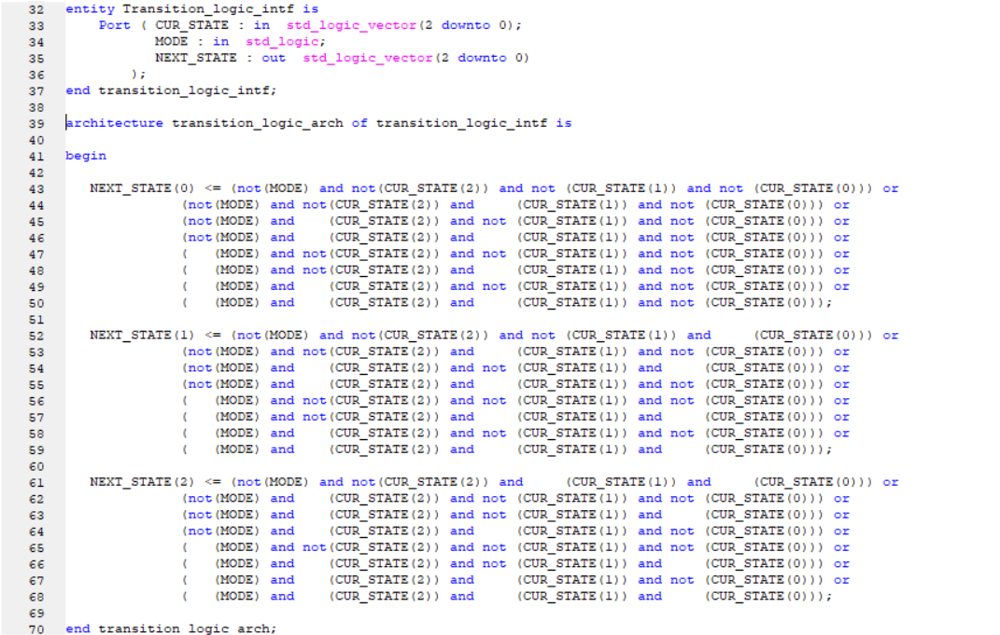 32 entity Transition_logic_intf is
33 Port ( CUR_STATE : in std_logic_vector(2 downto 0);
34 MODE : in std_logic;
35 NEXT_STATE : out std_logic_vector(2 downto 0)
36 );
37 end transition_logic_intf;
38
39 architecture transition_logic_arch of transition_logic_intf is
40
41 begin
42
43 NEXT_STATE(0) <= (not(MODE) and not(CUR_STATE(2)) and not (CUR_STATE(1)) and not (CUR_STATE(0))) or
44 (not(MODE) and not(CUR_STATE(2)) and (CUR_STATE(1)) and not (CUR_STATE(0))) or
45 (not(MODE) and (CUR_STATE(2)) and not (CUR_STATE(1)) and not (CUR_STATE(0))) or
46 (not(MODE) and (CUR_STATE(2)) and (CUR_STATE(1)) and not (CUR_STATE(0))) or
47 ( (MODE) and not(CUR_STATE(2)) and not (CUR_STATE(1)) and not (CUR_STATE(0))) or
48 ( (MODE) and not(CUR_STATE(2)) and (CUR_STATE(1)) and not (CUR_STATE(0))) or
49 ( (MODE) and (CUR_STATE(2)) and not (CUR_STATE(1)) and not (CUR_STATE(0))) or
50 ( (MODE) and (CUR_STATE(2)) and (CUR_STATE(1)) and not (CUR_STATE(0)));
51
52 NEXT_STATE(1) <= (not(MODE) and not(CUR_STATE(2)) and not (CUR_STATE(1)) and (CUR_STATE(0))) or
53 (not(MODE) and not(CUR_STATE(2)) and (CUR_STATE(1)) and not (CUR_STATE(0))) or
54 (not(MODE) and (CUR_STATE(2)) and not (CUR_STATE(1)) and (CUR_STATE(0))) or
55 (not(MODE) and (CUR_STATE(2)) and (CUR_STATE(1)) and not (CUR_STATE(0))) or
56 ( (MODE) and not(CUR_STATE(2)) and not (CUR_STATE(1)) and not (CUR_STATE(0))) or
57 ( (MODE) and not(CUR_STATE(2)) and (CUR_STATE(1)) and (CUR_STATE(0))) or
58 ( (MODE) and (CUR_STATE(2)) and not (CUR_STATE(1)) and not (CUR_STATE(0))) or
59 ( (MODE) and (CUR_STATE(2)) and (CUR_STATE(1)) and (CUR_STATE(0)));
60
61 NEXT_STATE(2) <= (not(MODE) and not(CUR_STATE(2)) and (CUR_STATE(1)) and (CUR_STATE(0))) or
62 (not(MODE) and (CUR_STATE(2)) and not (CUR_STATE(1)) and not (CUR_STATE(0))) or
63 (not(MODE) and (CUR_STATE(2)) and not (CUR_STATE(1)) and (CUR_STATE(0))) or
64 (not(MODE) and (CUR_STATE(2)) and (CUR_STATE(1)) and not (CUR_STATE(0))) or
65 ( (MODE) and not(CUR_STATE(2)) and not (CUR_STATE(1)) and not (CUR_STATE(0))) or
66 ( (MODE) and (CUR_STATE(2)) and not (CUR_STATE(1)) and (CUR_STATE(0))) or
67 ( (MODE) and (CUR_STATE(2)) and (CUR_STATE(1)) and not (CUR_STATE(0))) or
68 ( (MODE) and (CUR_STATE(2)) and (CUR_STATE(1)) and (CUR_STATE(0)));
69
70 end transition_logic_arch;